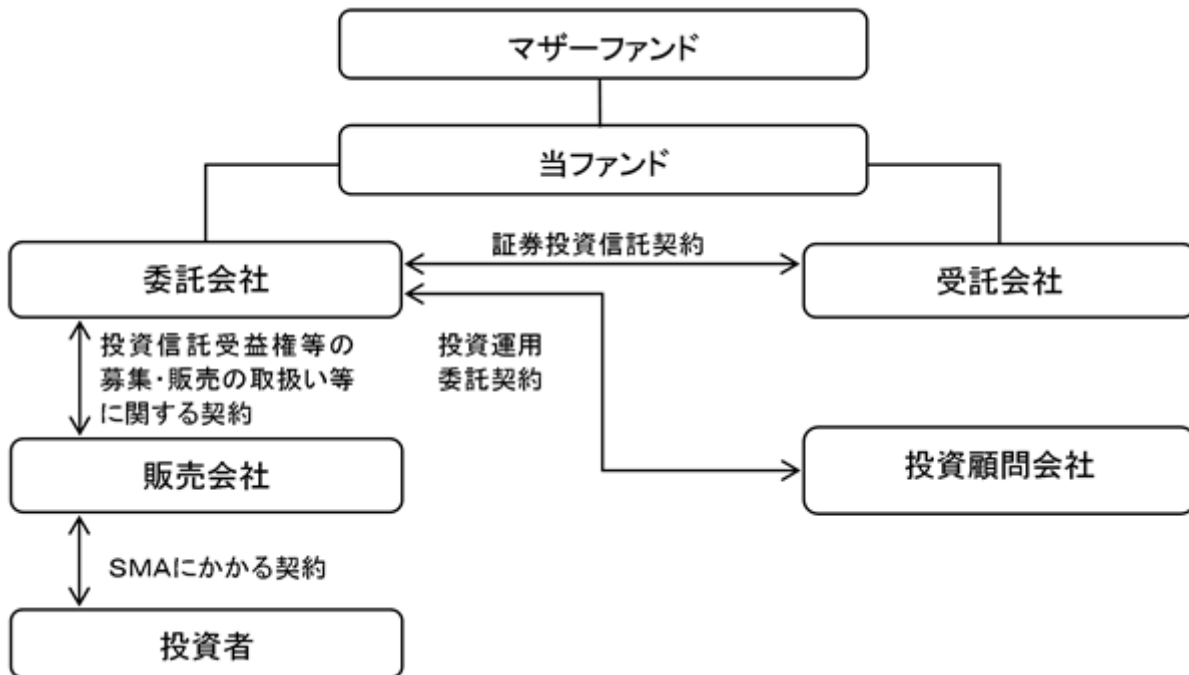 マザーファンド
当ファンド
証券投資信託契約
委託会社
受託会社
投資信託受益権等の
募集・販売の取扱い等
に関する契約
投資運用
委託契約
販売会社
投資顧問会社
SMAにかかる契約
投資者